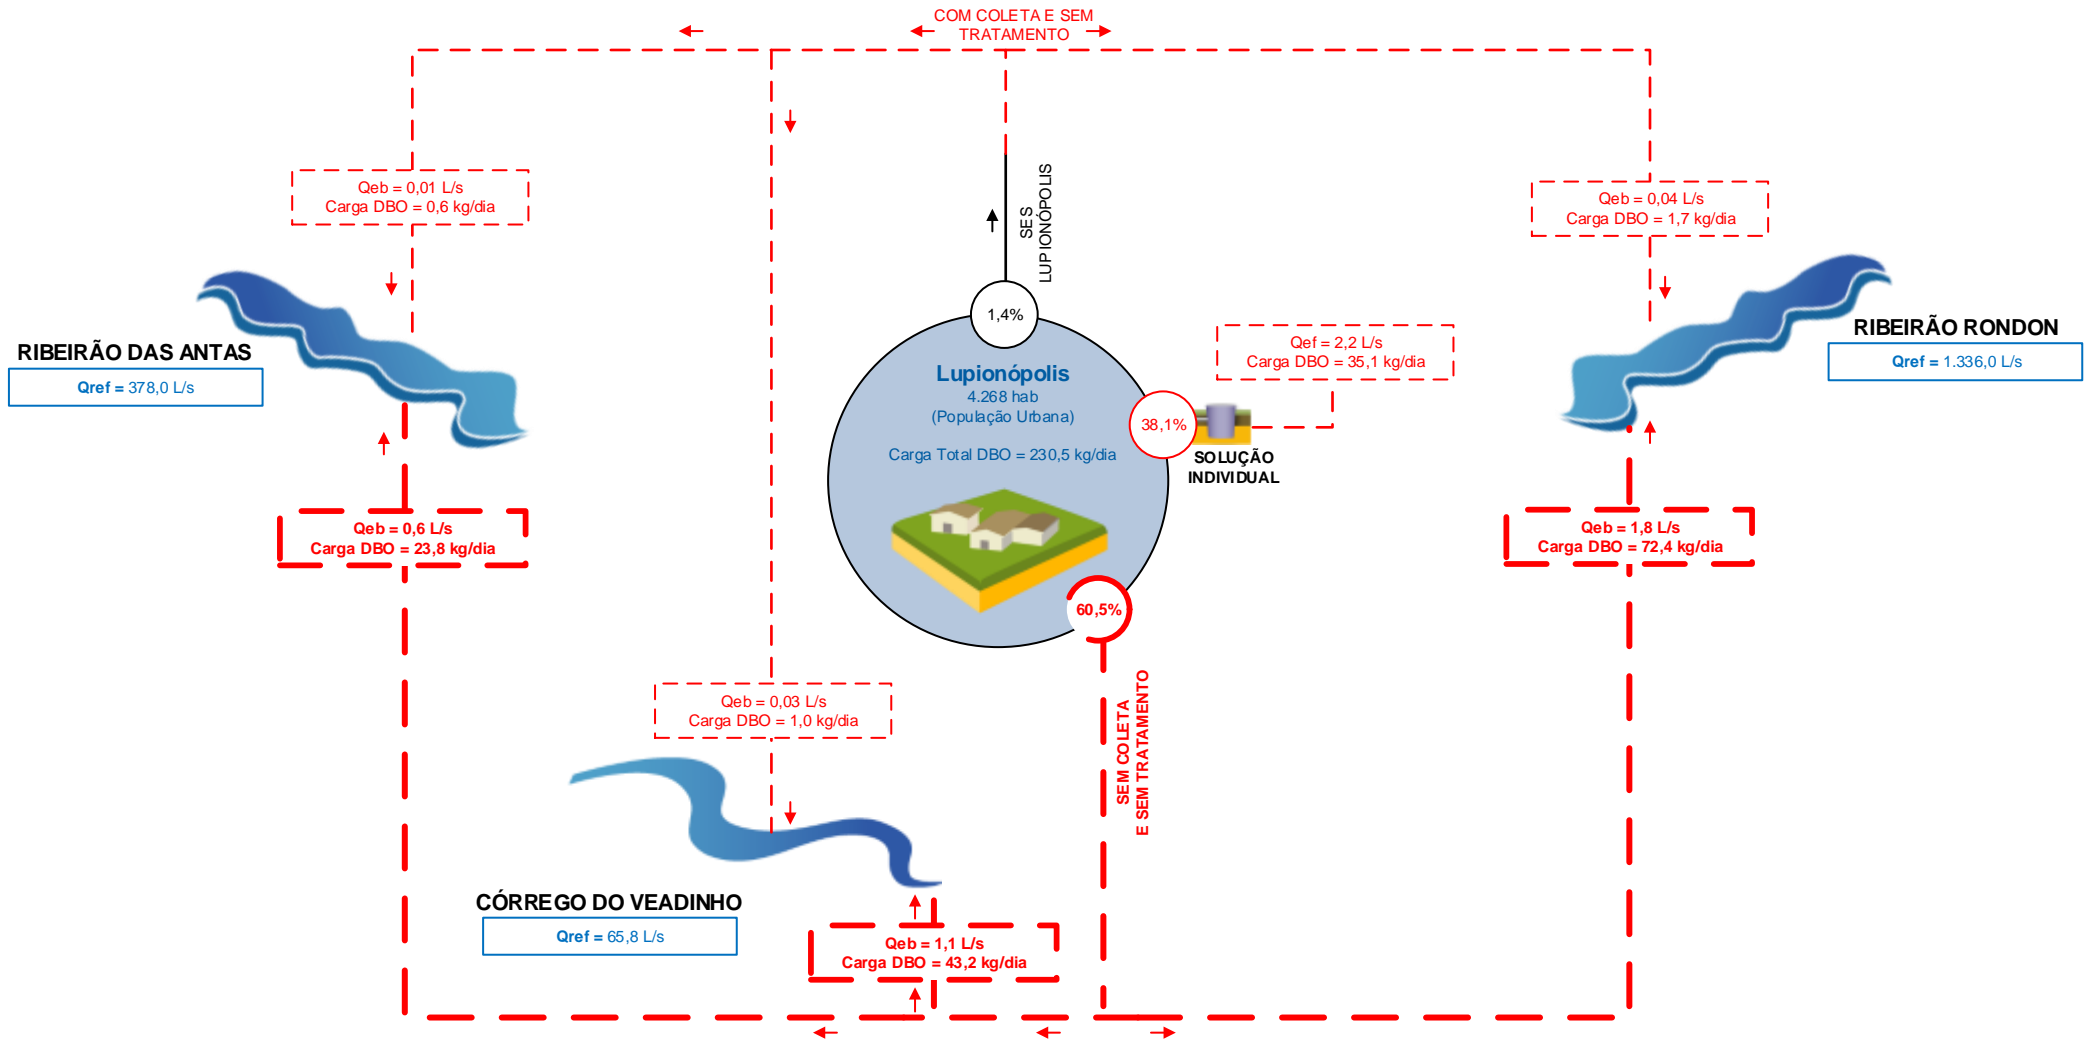 COM COLETA E SEM
TRATAMENTO
Qeb = 0,01 L/s
Carga DBO = 0,6 kg/dia
SES
LUPIONÓPOLIS
Qeb = 0,04 L/s
Carga DBO = 1,7 kg/dia
1,4%
RIBEIRÃO DAS ANTAS
Qref = 378,0 L/s
Lupionópolis
4.268 hab
(População Urbana)
Carga Total DBO = 230,5 kg/dia
Qef = 2,2 L/s
Carga DBO = 35,1 kg/dia
38,1%
SOLUÇÃO
INDIVIDUAL
RIBEIRÃO RONDON
Qref = 1.336,0 L/s
Qeb = 0,6 L/s
Carga DBO = 23,8 kg/dia
Qeb = 1,8 L/s
Carga DBO = 72,4 kg/dia
60,5%
Qeb = 0,03 L/s
Carga DBO = 1,0 kg/dia
SEM COLETA
E SEM TRATAMENTO
CÓRREGO DO VEADINHO
Qref = 65,8 L/s
Qeb = 1,1 L/s
Carga DBO = 43,2 kg/dia